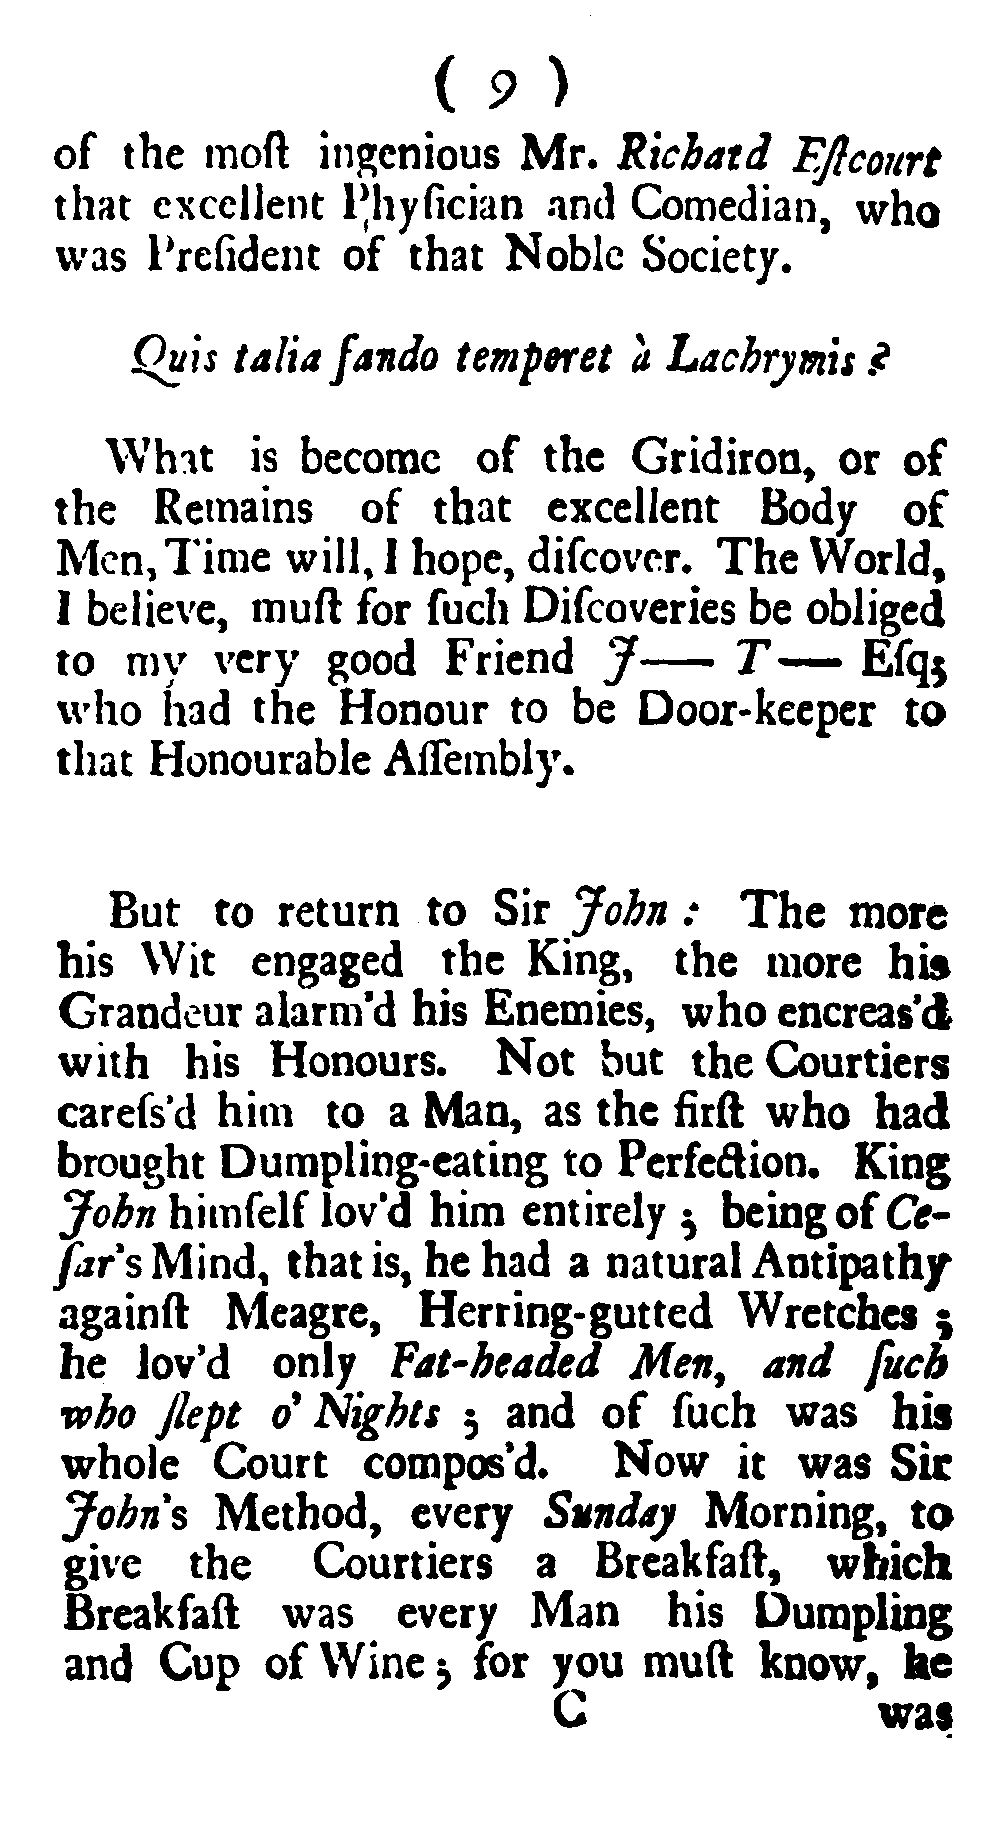 ( 9 )
of the moſt ingenious Mr. Richard Eſtcourt
that excellent Phyſician and Comedian, who
was Preſident of that Noble Society.
Quis talia fando temperet à Lachrymis ?
What is become of the Gridiron, or of
the Remains of that excellent Body of
Men, Time will, I hope, diſcover. The World,
I believe, muſt for ſuch Diſcoveries be obliged
to my very good Friend J—— T—— Eſq;
who had the Honour to be Door-keeper to
that Honourable Aſſembly.
But to return to Sir John : The more
his Wit engaged the King, the more his
Grandeur alarm'd his Enemies, who encreas'd
with his Honours. Not but the Courtiers
careſs'd him to a Man, as the firſt who had
brought Dumpling-eating to Perfection. King
John himſelf lov'd him entirely ; being of Ce-
ſar's Mind, that is, he had a natural Antipathy
againſt Meagre, Herring-gutted Wretches ;
he lov'd only Fat-headed Men, and ſuch
who ſlept o' Nights ; and of ſuch was his
whole Court compos'd. Now it was Sir
John's Method, every Sunday Morning, to
give the Courtiers a Breakfaſt, which
Breakfaſt was every Man his Dumpling
and Cup of Wine ; for you muſt know, he
C was